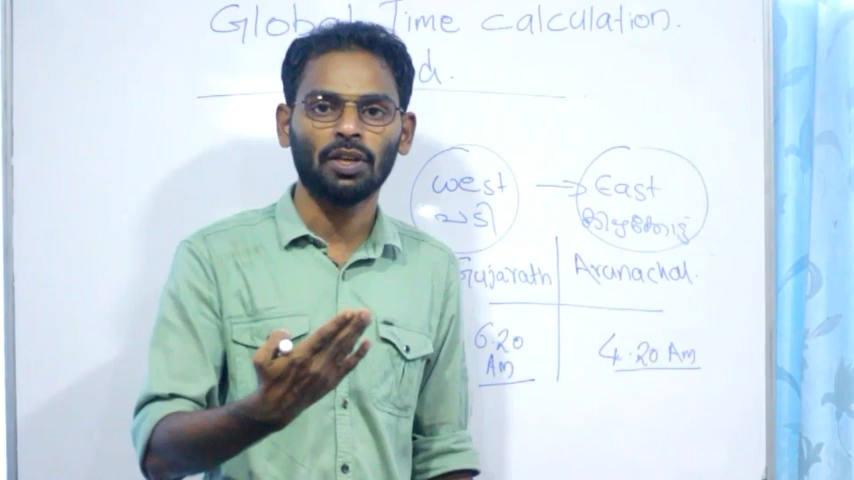 Global Time calculation.
d.
West → East
പടി കിഴക്കോട്ട്
Gujarath Arunachal.
6.20 4.20 Am
Am